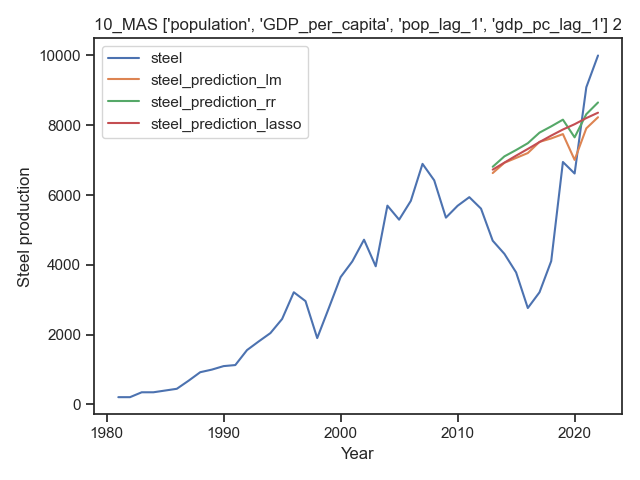 10_MAS ['population', 'GDP_per_capita', 'pop_lag_1', 'gdp_pc_lag_1'] 2
steel
steel_prediction_lm
steel_prediction_rr
steel_prediction_lasso
10000
8000
6000
4000
2000
0
Steel production
1980
1990
2000
2010
2020
Year